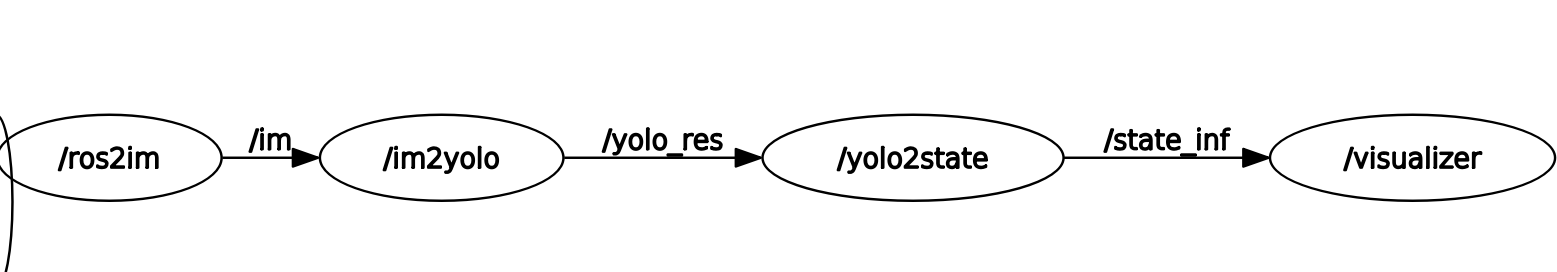 /ros2im
/im
/im2yolo
/yolo_res
/yolo2state
/state_inf
/visualizer